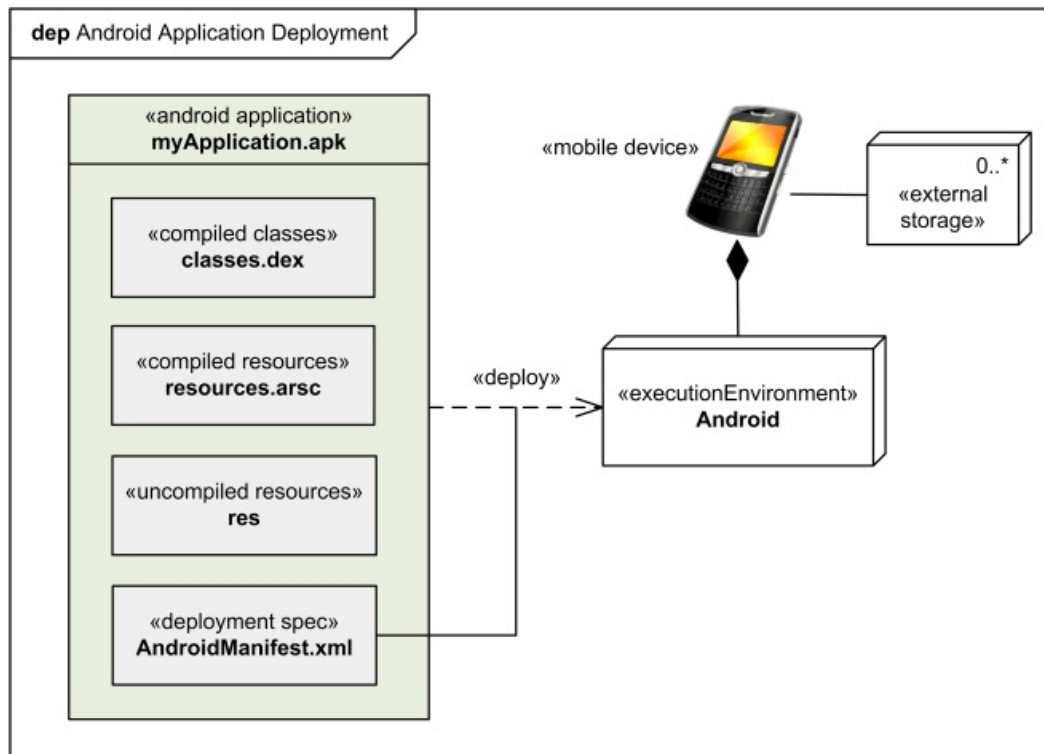 dep Android Application Deployment
«android application»
myApplication.apk
«compiled classes»
classes.dex
«compiled resources»
resources.arsc
«uncompiled resources»
res
«deployment spec»
AndroidManifest.xml
«deploy»
«mobile device»
0..*
«external
storage»
«executionEnvironment»
Android